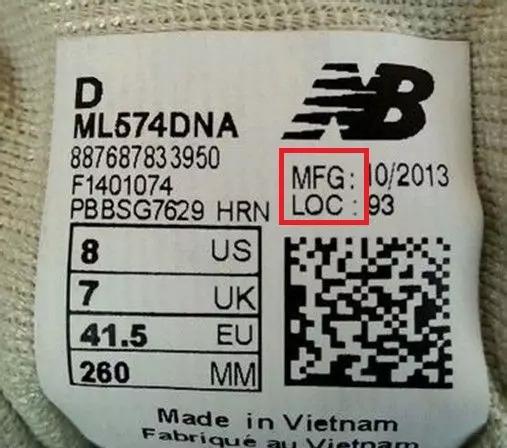 D
NB
ML574DNA
887687833950
F1401074
PBBSG7629 HRN
MFG: 10/2013
LOC : 93
8 US
7 UK
41.5 EU
260 MM
Made in Vietnam
Fabriqué au Vietnam